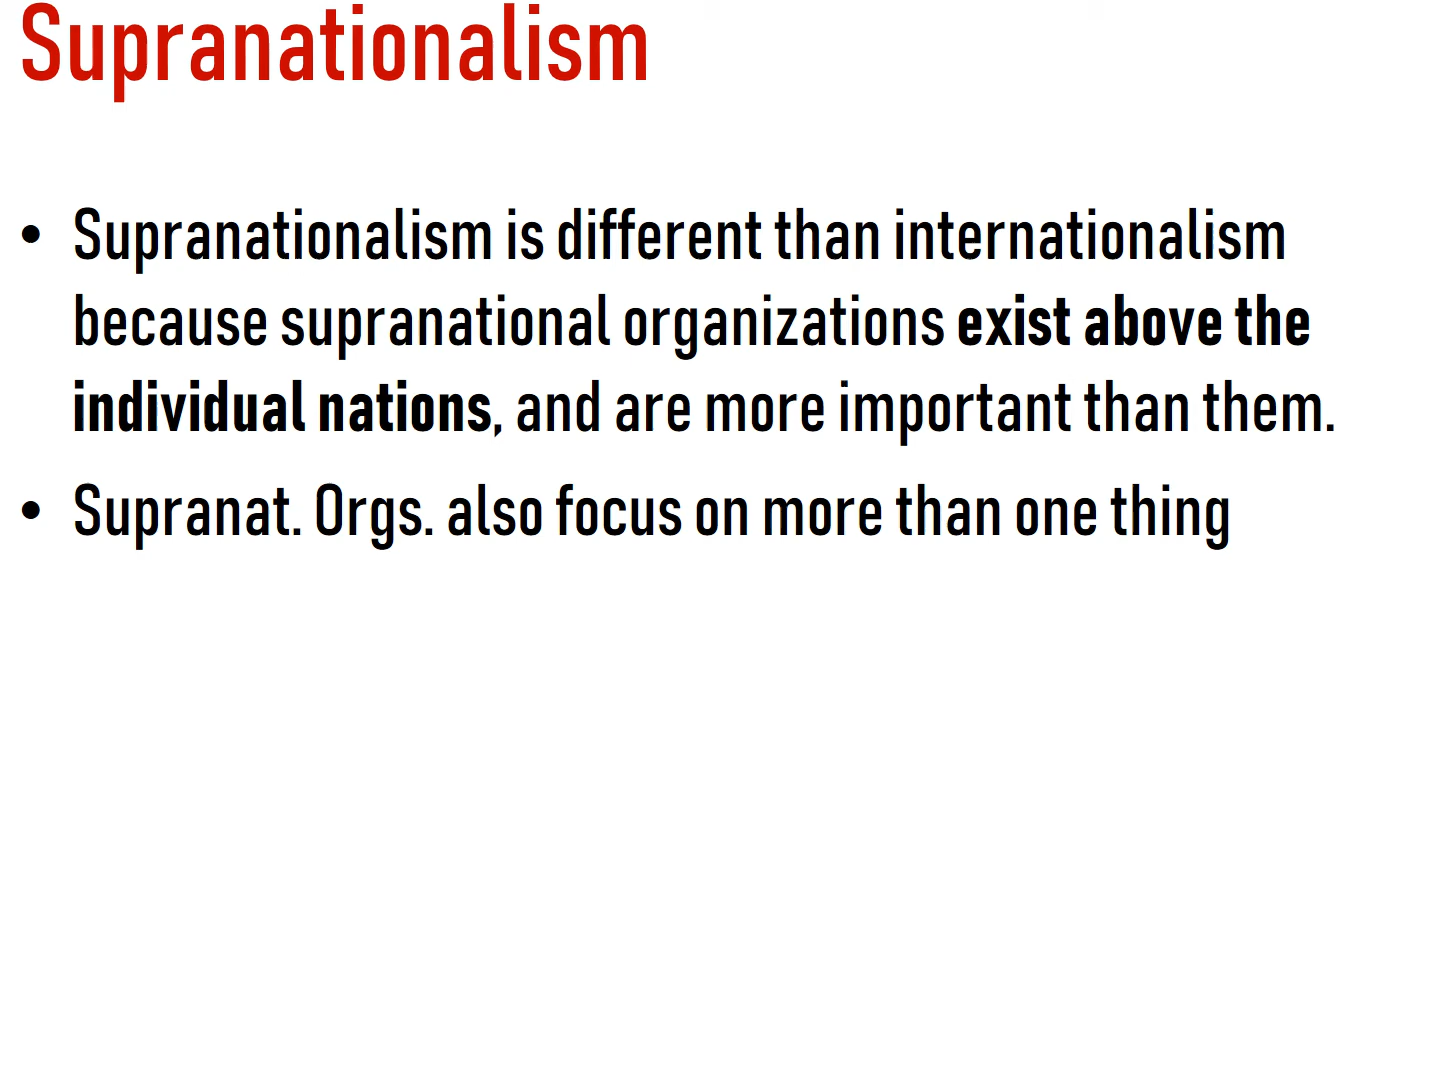 Supranationalism
• Supranationalism is different than internationalism
because supranational organizations exist above the
individual nations, and are more important than them.
• Supranat. Orgs. also focus on more than one thing